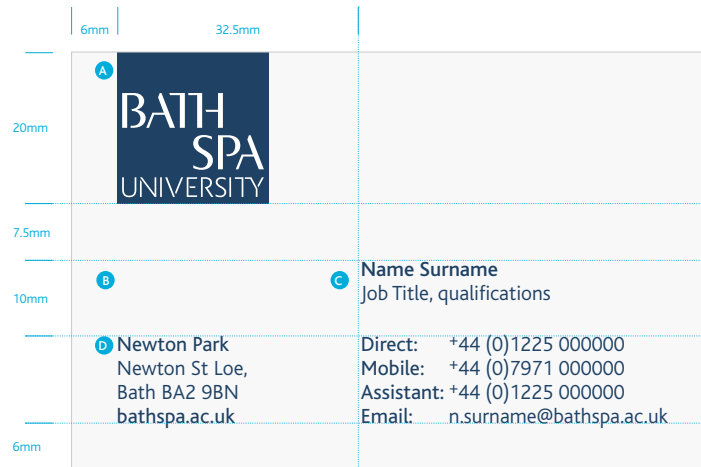 6mm 32.5mm
A
20mm
BATH
SPA
UNIVERSITY
7.5mm
B
10mm
C
Name Surname
Job Title, qualifications
D
Newton Park
Newton St Loe,
Bath BA2 9BN
bathspa.ac.uk
Direct: +44 (0)1225 000000
Mobile: +44 (0)7971 000000
Assistant: +44 (0)1225 000000
Email: n.surname@bathspa.ac.uk
6mm